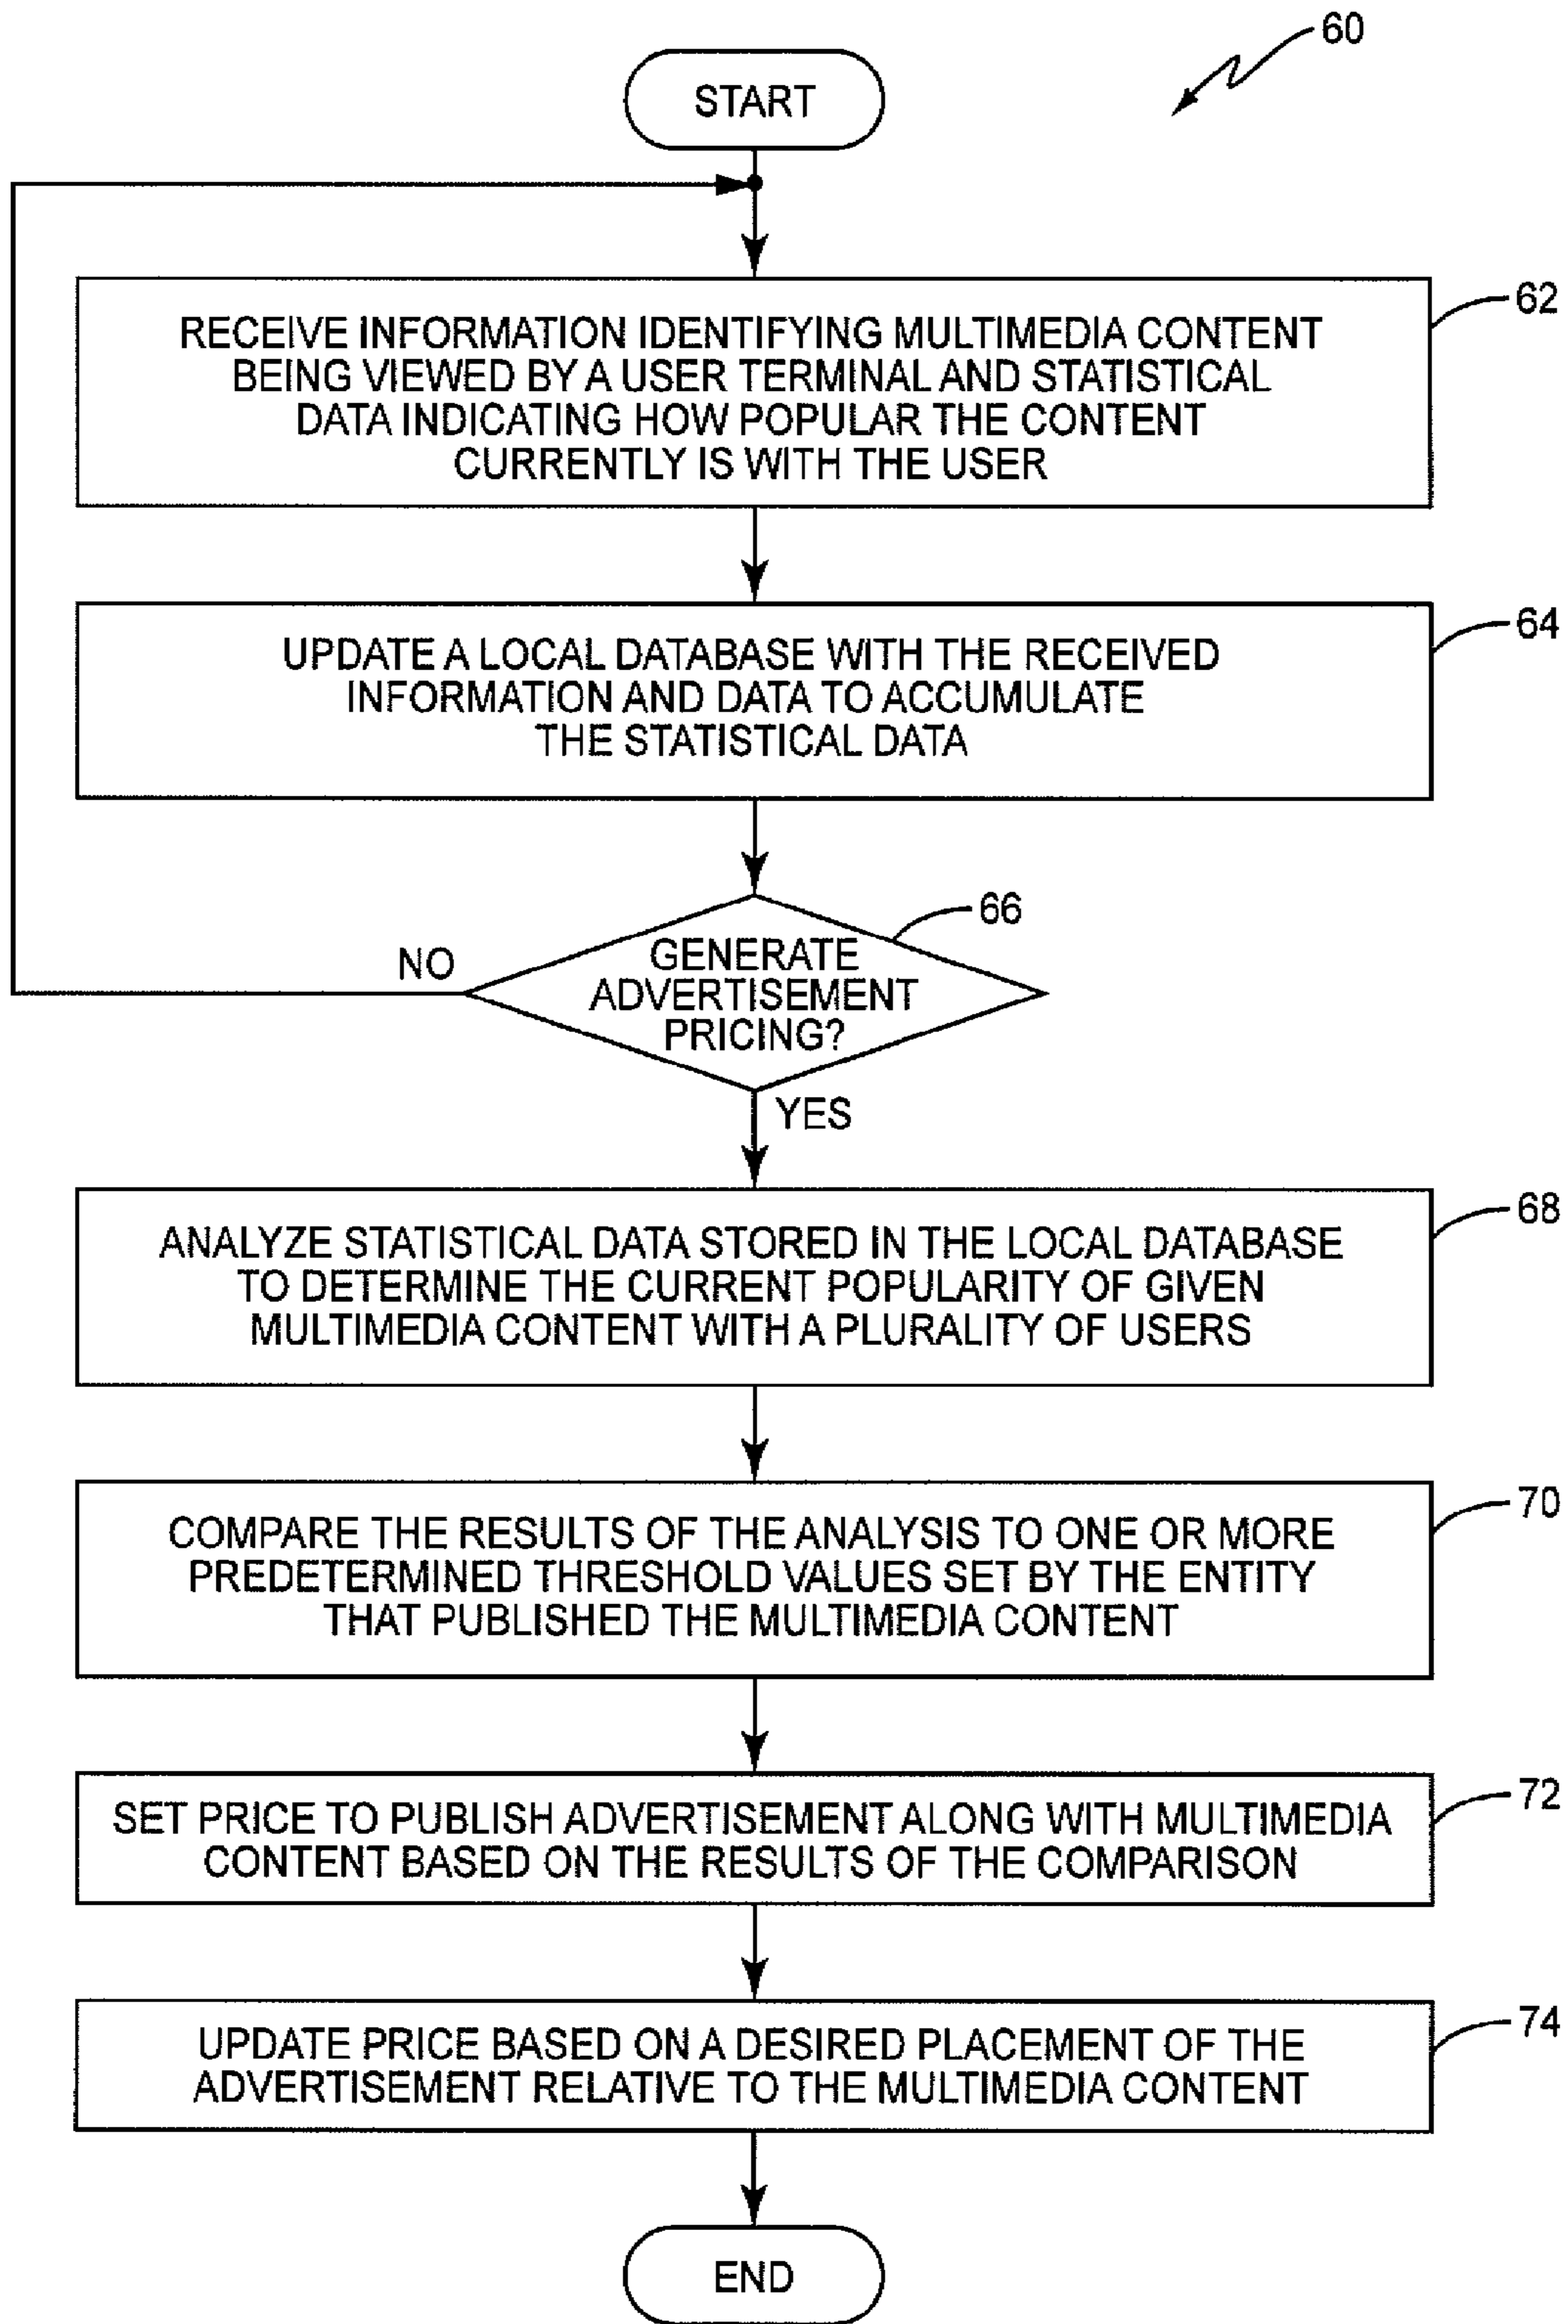 60
START
62
RECEIVE INFORMATION IDENTIFYING MULTIMEDIA CONTENT
BEING VIEWED BY A USER TERMINAL AND STATISTICAL
DATA INDICATING HOW POPULAR THE CONTENT
CURRENTLY IS WITH THE USER
64
UPDATE A LOCAL DATABASE WITH THE RECEIVED
INFORMATION AND DATA TO ACCUMULATE
THE STATISTICAL DATA
66
NO
GENERATE
ADVERTISEMENT
PRICING?
YES
68
ANALYZE STATISTICAL DATA STORED IN THE LOCAL DATABASE
TO DETERMINE THE CURRENT POPULARITY OF GIVEN
MULTIMEDIA CONTENT WITH A PLURALITY OF USERS
70
COMPARE THE RESULTS OF THE ANALYSIS TO ONE OR MORE
PREDETERMINED THRESHOLD VALUES SET BY THE ENTITY
THAT PUBLISHED THE MULTIMEDIA CONTENT
72
SET PRICE TO PUBLISH ADVERTISEMENT ALONG WITH MULTIMEDIA
CONTENT BASED ON THE RESULTS OF THE COMPARISON
74
UPDATE PRICE BASED ON A DESIRED PLACEMENT OF THE
ADVERTISEMENT RELATIVE TO THE MULTIMEDIA CONTENT
END